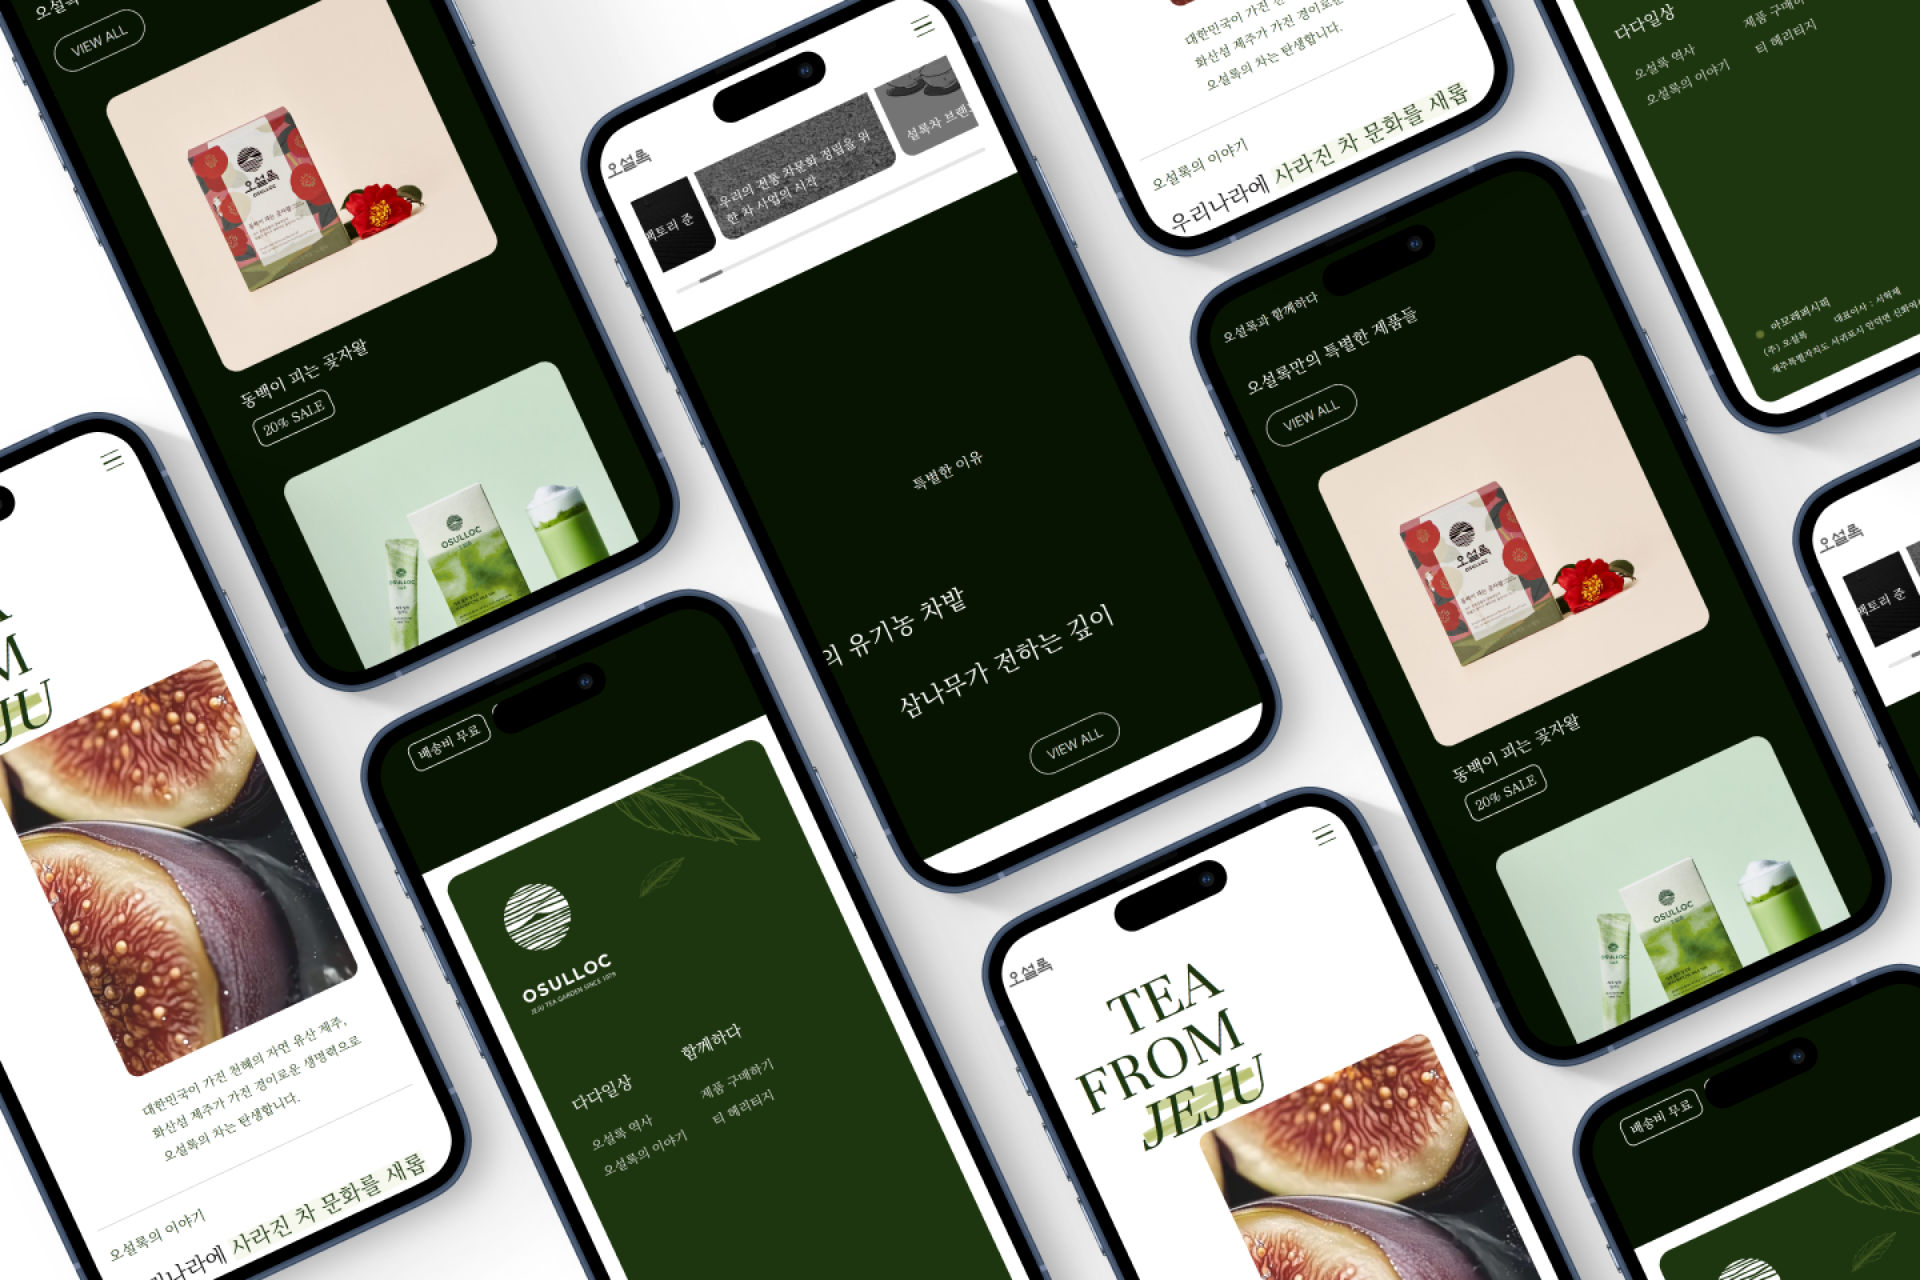 VIEW ALL
오설록
OSULLOC
동백이 피는 곶자왈
20% SALE
OSULLOC
OSULLOC
오설록
팩토리 준
우리의 전통 차문화 정립을 위
한 차 사업의 시작
설록차 브랜
특별한 이유
의 유기농 차밭
삼나무가 전하는 깊이
VIEW ALL
화산섬 제주가 가진 경이로운
오설록의 차는 탄생합니다.
오설록의 이야기
우리나라에 사라진 차 문화를 새롭
다다일상
오설록 역사
오설록의 이야기
제품 구매하
티 헤리티지
아모레퍼시픽
(주) 오설록
대표이사 : 서혁제
제주특별자치도 서귀포시 안덕면 신화역사
오설록과 함께하다
오설록만의 특별한 제품들
VIEW ALL
오설록
OSULLOC
동백이 피는 곶자왈
20% SALE
OSULLOC
OSULLOC
오설록
팩토리 준
M
JU
대한민국이 가진 천혜의 자연 유산 제주,
화산섬 제주가 가진 경이로운 생명력으로
오설록의 차는 탄생합니다.
오설록의 이야기
리나라에 사라진 차 문화를 새롭
배송비 무료
OSULLOC
JEJU TEA GARDEN SINCE 1979
다다일상
오설록 역사
오설록의 이야기
함께하다
제품 구매하기
티 헤리티지
오설록
TEA
FROM
JEJU
배송비 무료